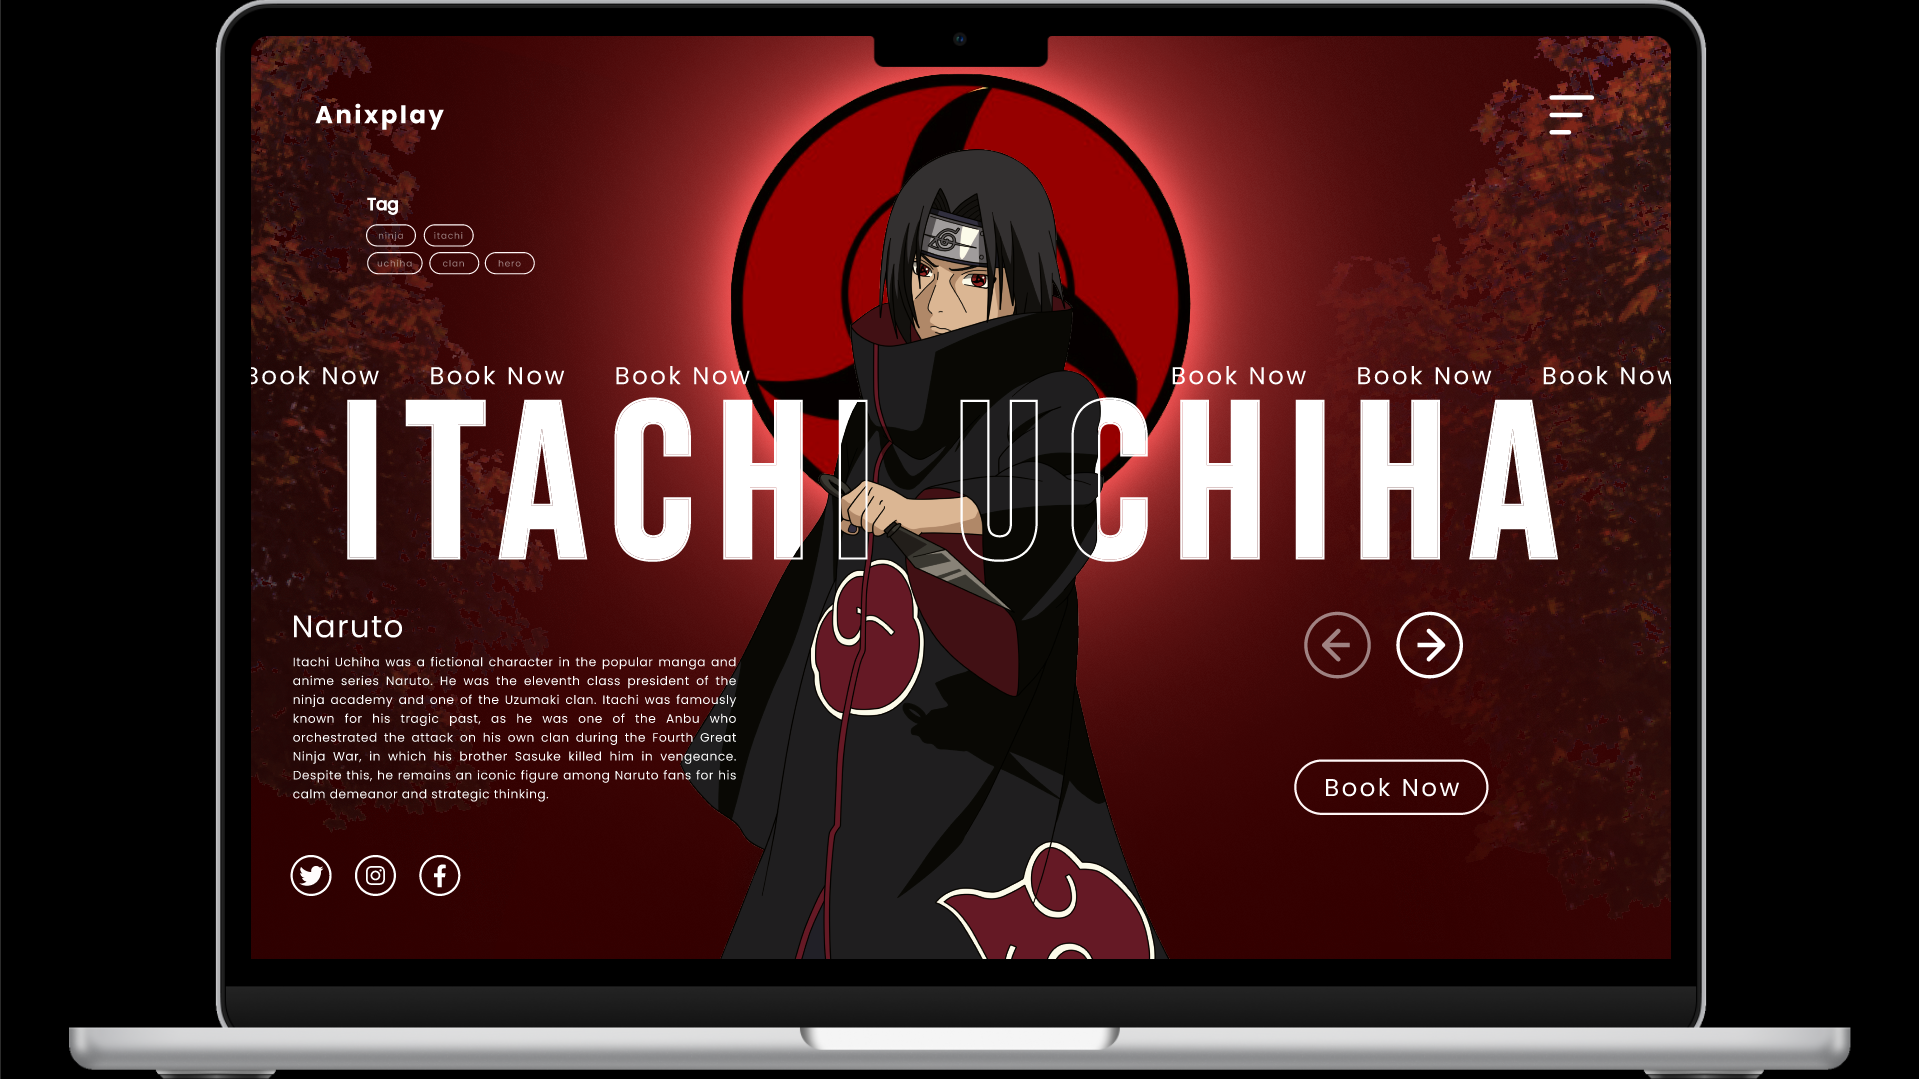 Anixplay
Tag
ninja itachi
uchiha clan hero
Book Now Book Now Book Now Book Now Book Now Book Now
ITACHI UCHIHA
Naruto
Itachi Uchiha was a fictional character in the popular manga and
anime series Naruto. He was the eleventh class president of the
ninja academy and one of the Uzumaki clan. Itachi was famously
known for his tragic past, as he was one of the Anbu who
orchestrated the attack on his own clan during the Fourth Great
Ninja War, in which his brother Sasuke killed him in vengeance.
Despite this, he remains an iconic figure among Naruto fans for his
calm demeanor and strategic thinking.
Book Now